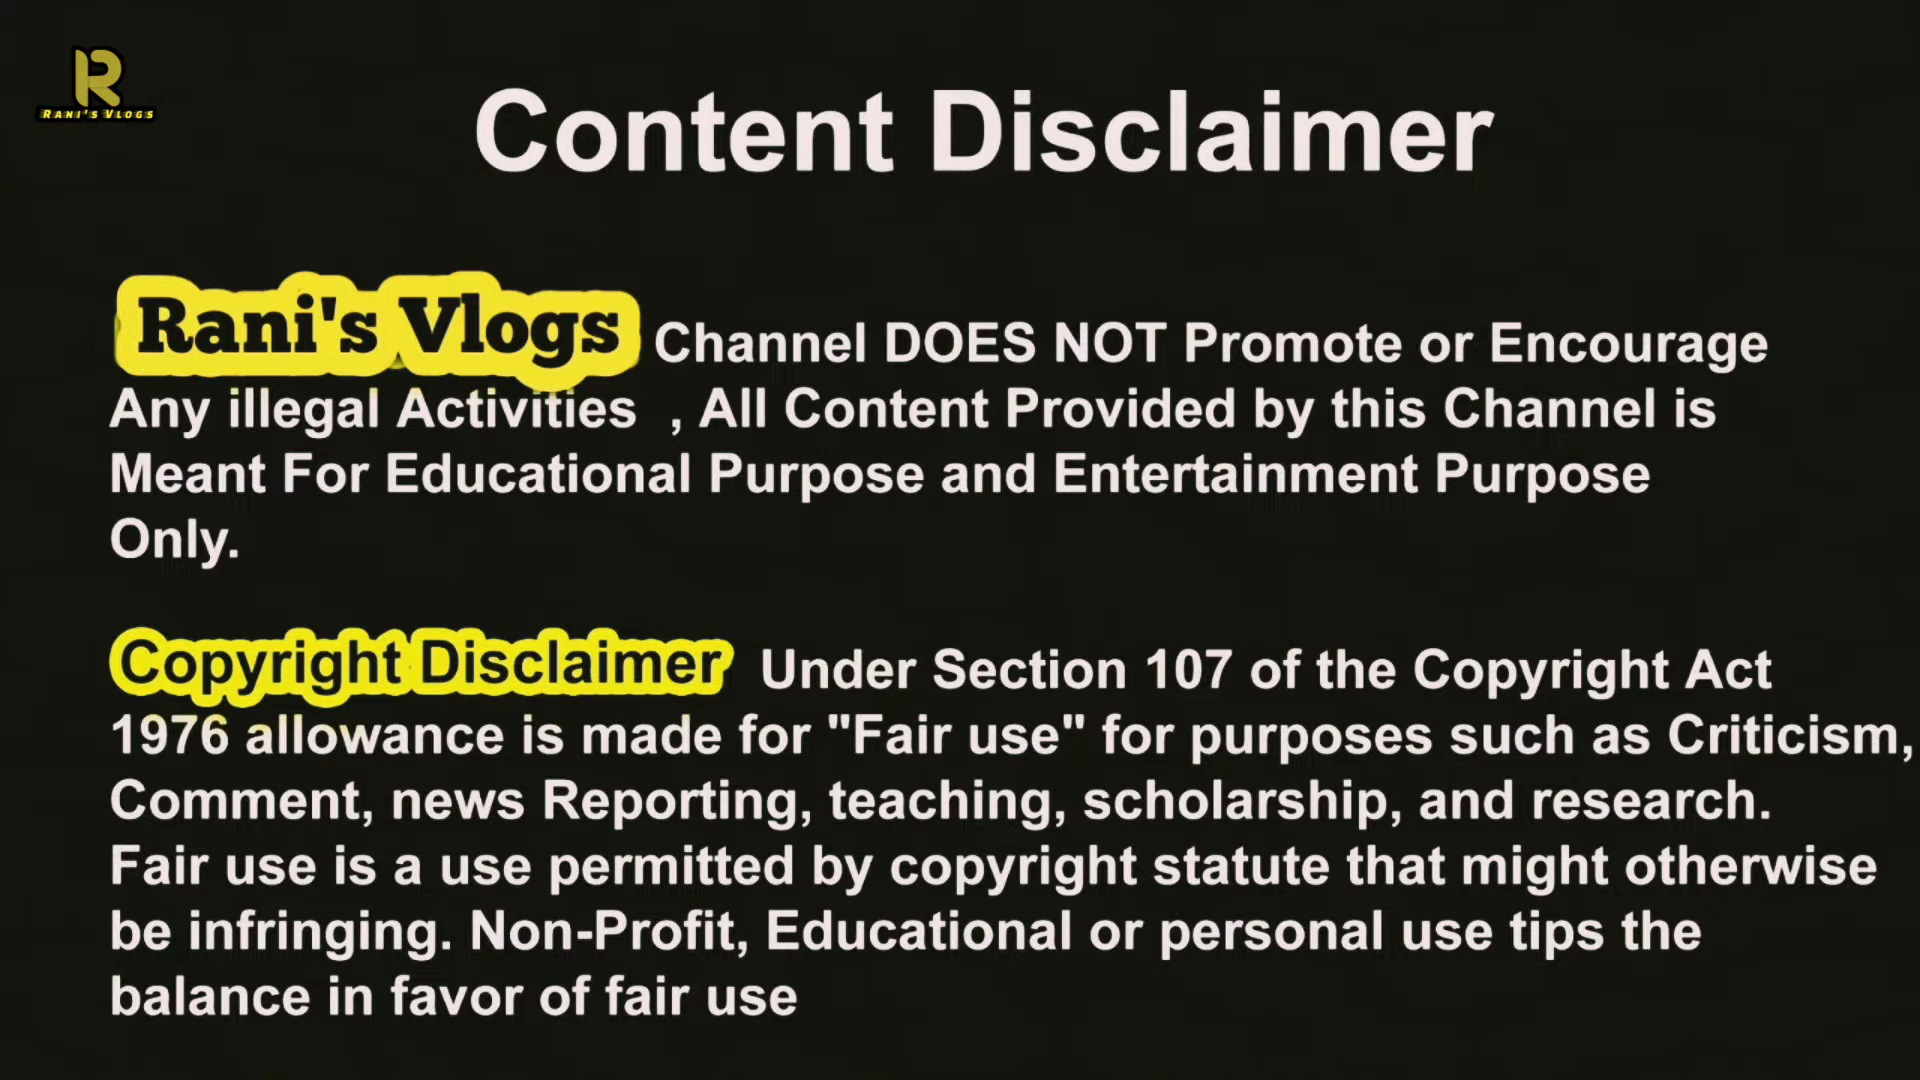 RANI'S VLOGS
Content Disclaimer
Rani's Vlogs Channel DOES NOT Promote or Encourage
Any illegal Activities , All Content Provided by this Channel is
Meant For Educational Purpose and Entertainment Purpose
Only.
Copyright Disclaimer Under Section 107 of the Copyright Act
1976 allowance is made for "Fair use" for purposes such as Criticism,
Comment, news Reporting, teaching, scholarship, and research.
Fair use is a use permitted by copyright statute that might otherwise
be infringing. Non-Profit, Educational or personal use tips the
balance in favor of fair use